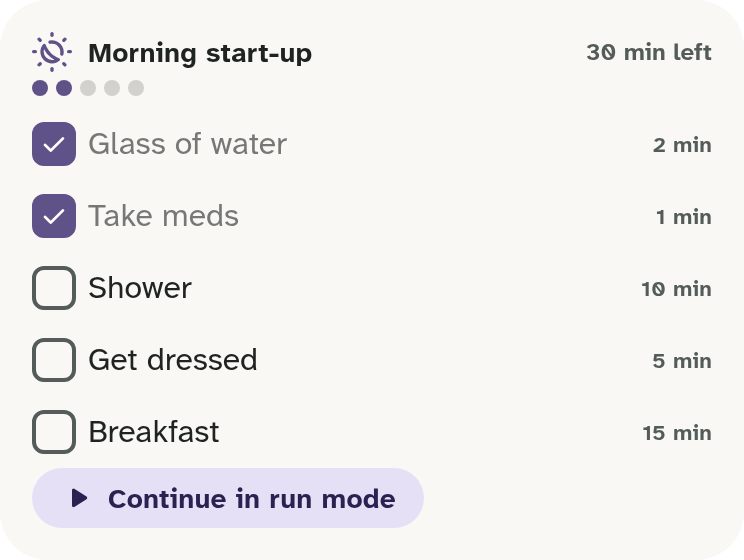 Morning start-up
30 min left
Glass of water
2 min
Take meds
1 min
Shower
10 min
Get dressed
5 min
Breakfast
15 min
Continue in run mode